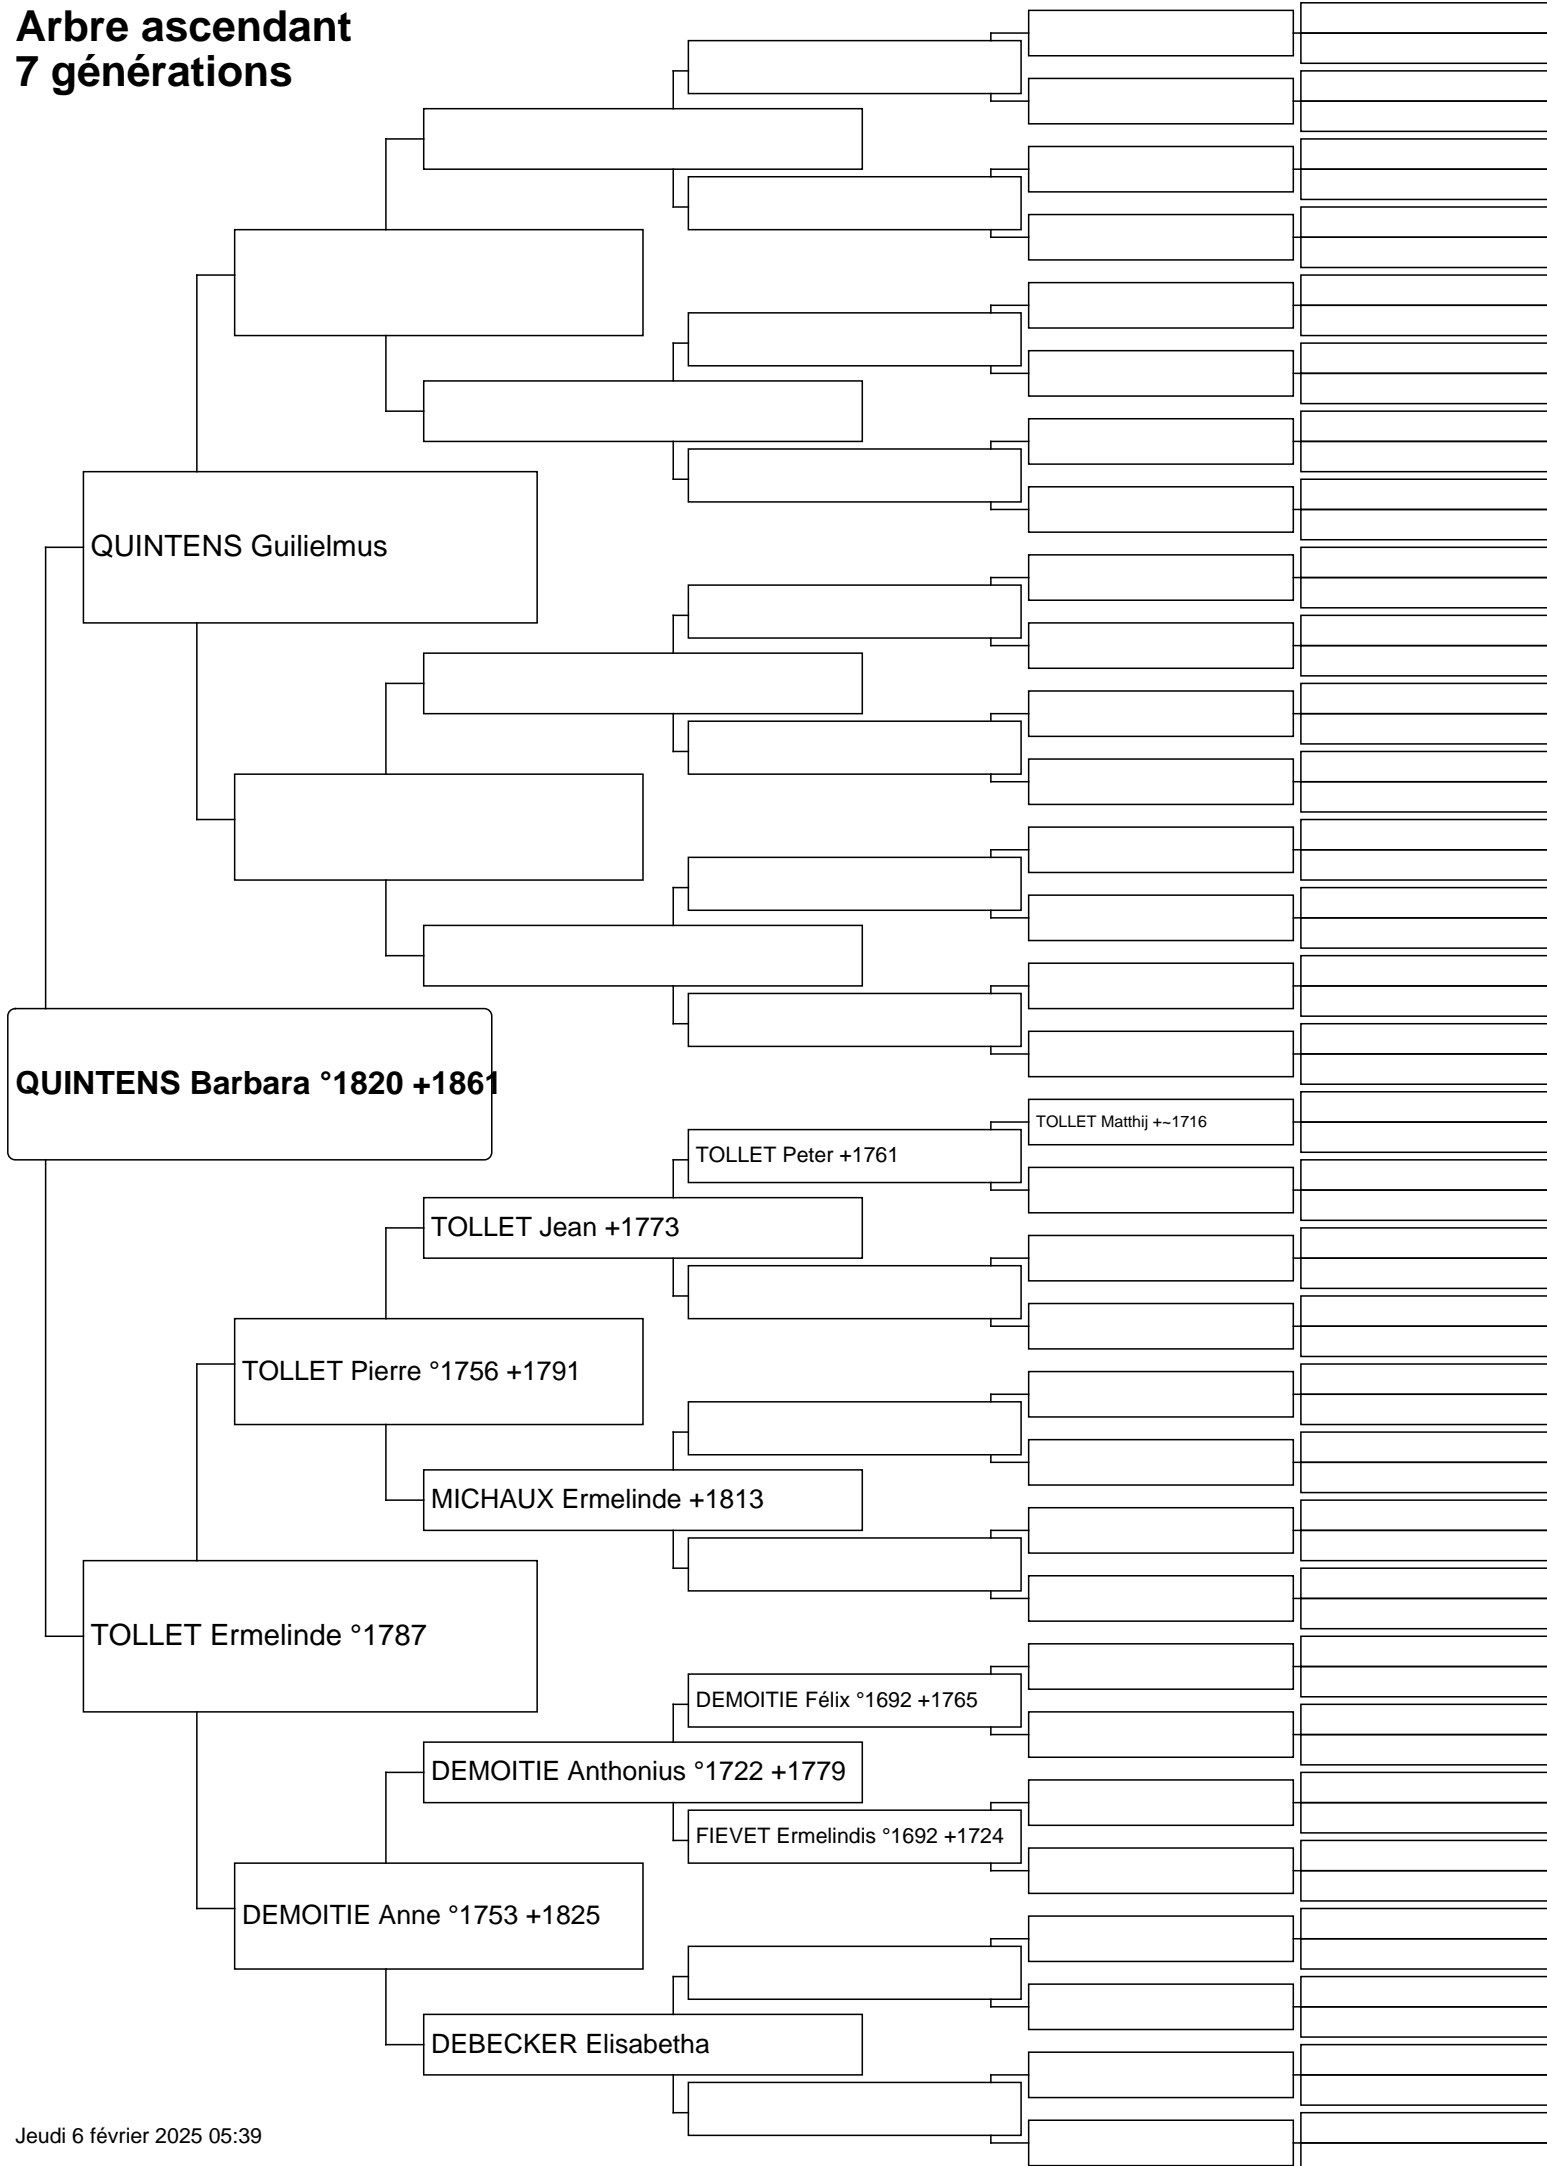 Arbre ascendant
7 générations
QUINTENS Guilielmus
QUINTENS Barbara °1820 +1861
TOLLET Matthij +~1716
TOLLET Peter +1761
TOLLET Jean +1773
TOLLET Pierre °1756 +1791
MICHAUX Ermelinde +1813
TOLLET Ermelinde °1787
DEMOITIE Félix °1692 +1765
DEMOITIE Anthonius °1722 +1779
FIEVET Ermelindis °1692 +1724
DEMOITIE Anne °1753 +1825
DEBECKER Elisabetha
Jeudi 6 février 2025 05:39